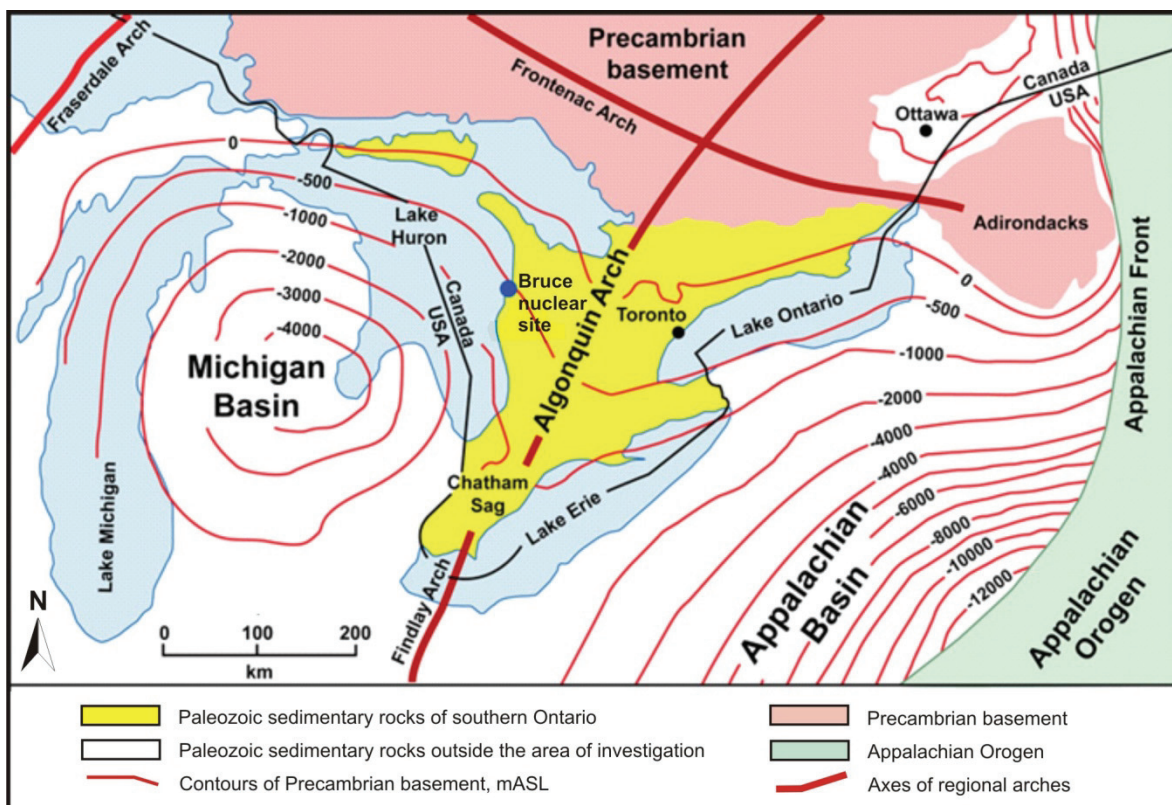 Fraserdale Arch
Precambrian
basement
Frontenac Arch
Canada
USA
Ottawa
0
-500
-1000
-2000
-3000
-4000
Lake
Huron
Adirondacks
Bruce
nuclear
site
Algonquin Arch
Toronto
Lake Ontario
0
-500
-1000
-2000
-4000
-4000
-6000
-8000
-10000
-12000
Canada
USA
Michigan
Basin
Lake Michigan
Chatham
Sag
Lake Erie
Findlay Arch
Appalachian
Basin
Appalachian Front
Appalachian
Orogen
N
0 100 200
km
Paleozoic sedimentary rocks of southern Ontario
Paleozoic sedimentary rocks outside the area of investigation
Contours of Precambrian basement, mASL
Precambrian basement
Appalachian Orogen
Axes of regional arches